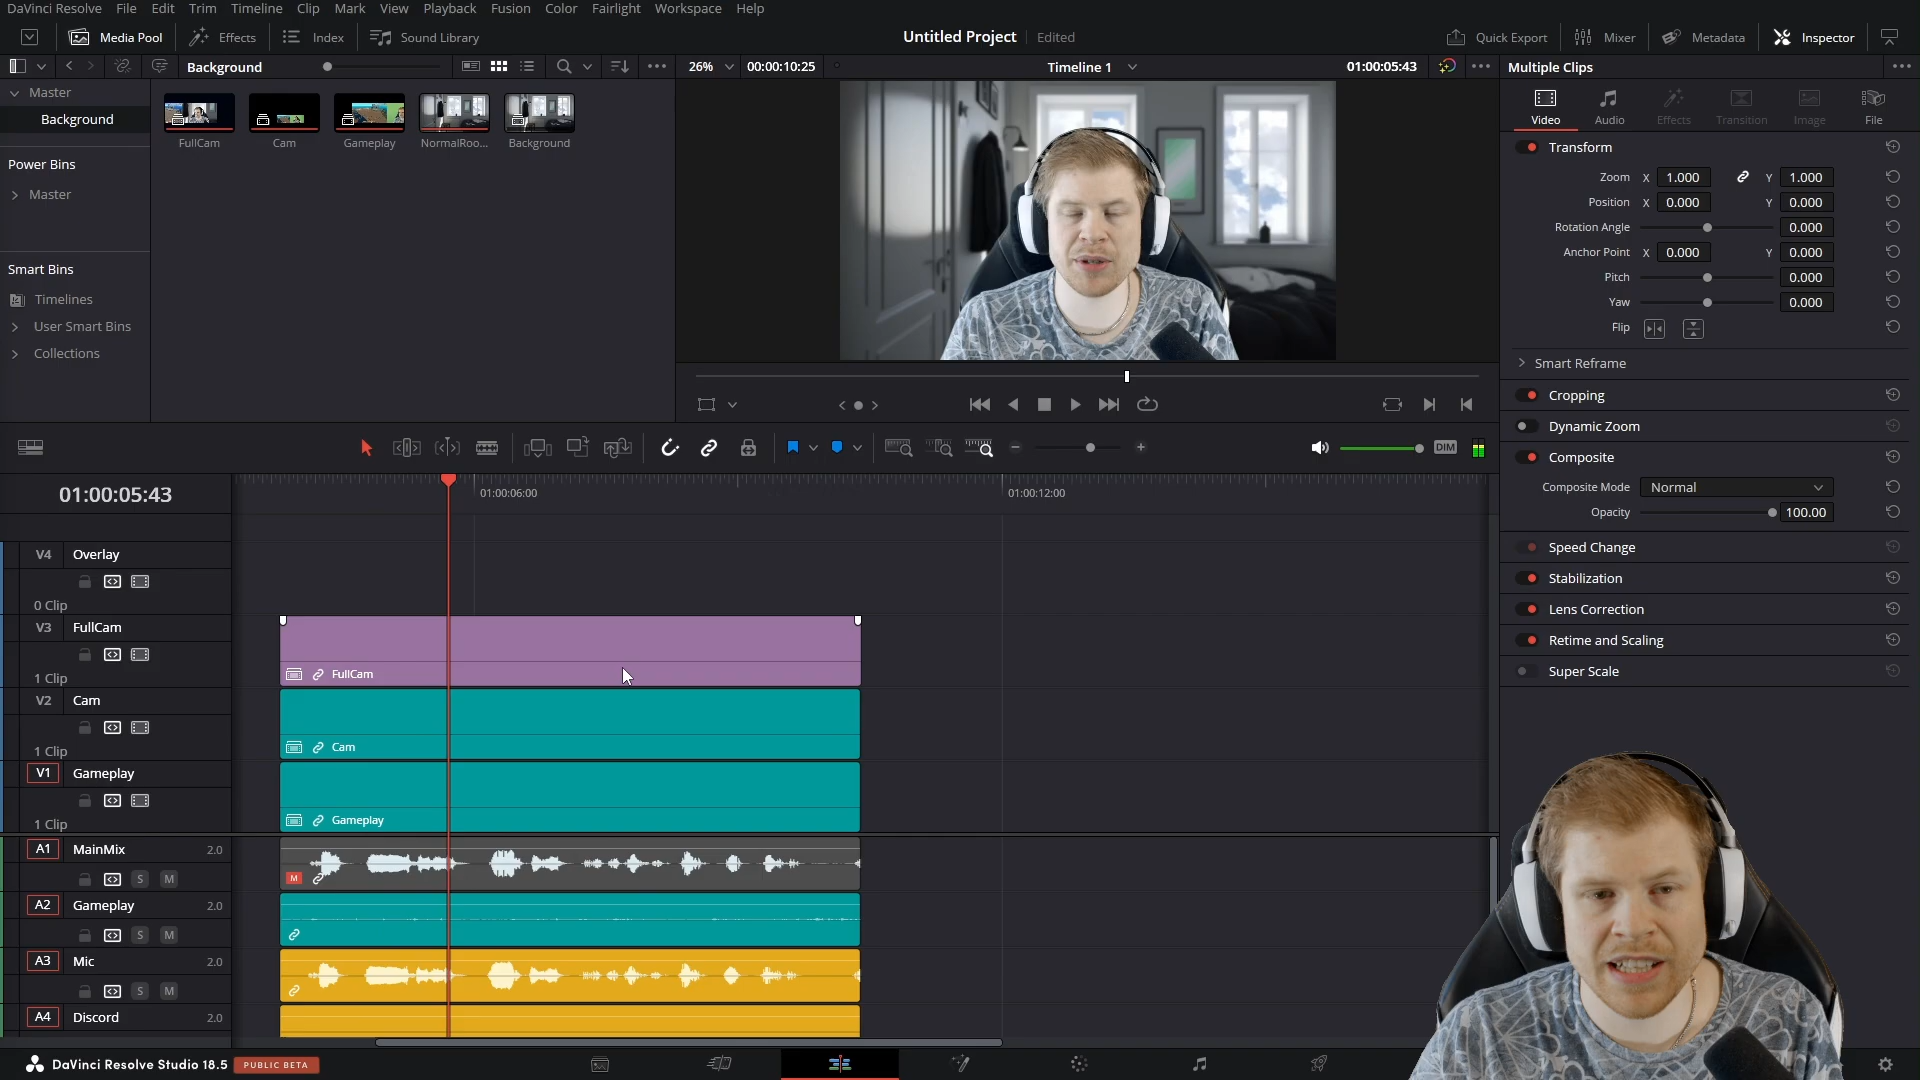 DaVinci Resolve File Edit Trim Timeline Clip Mark View Playback Fusion Color Fairlight Workspace Help
Media Pool Effects Index Sound Library Untitled Project Edited Quick Export Mixer Metadata Inspector
Background 26% 00:00:10:25 Timeline 1 01:00:05:43 Multiple Clips
Master
Background
FullCam Cam Gameplay NormalRoo... Background
Power Bins
Master
Smart Bins
Timelines
User Smart Bins
Collections
Video Audio Effects Transition Image File
Transform
Zoom X 1.000 Y 1.000
Position X 0.000 Y 0.000
Rotation Angle 0.000
Anchor Point X 0.000 Y 0.000
Pitch 0.000
Yaw 0.000
Flip
Smart Reframe
Cropping
Dynamic Zoom
Composite
Composite Mode Normal
Opacity 100.00
Speed Change
Stabilization
Lens Correction
Retime and Scaling
Super Scale
DIM
01:00:05:43 01:00:06:00 01:00:12:00
V4 Overlay
0 Clip
V3 FullCam
1 Clip
FullCam
V2 Cam
1 Clip
Cam
V1 Gameplay
1 Clip
Gameplay
A1 MainMix 2.0
S M
M
A2 Gameplay 2.0
S M
A3 Mic 2.0
S M
A4 Discord 2.0
DaVinci Resolve Studio 18.5 PUBLIC BETA